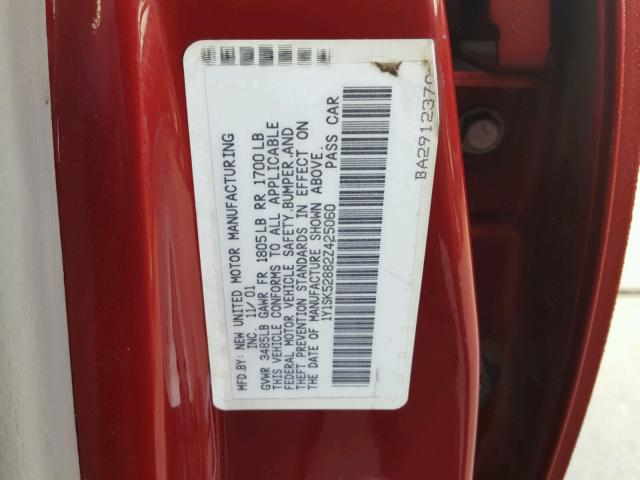 MFD.BY: NEW UNITED MOTOR MANUFACTURING
INC. 11/01
GVWR 3485LB GAWR FR 1805LB RR 1700LB
THIS VEHICLE CONFORMS TO ALL APPLICABLE
FEDERAL MOTOR VEHICLE SAFETY,BUMPER,AND
THEFT PREVENTION STANDARDS IN EFFECT ON
THE DATE OF MANUFACTURE SHOWN ABOVE.
1Y1SK52882Z425060 PASS CAR
BA2912370